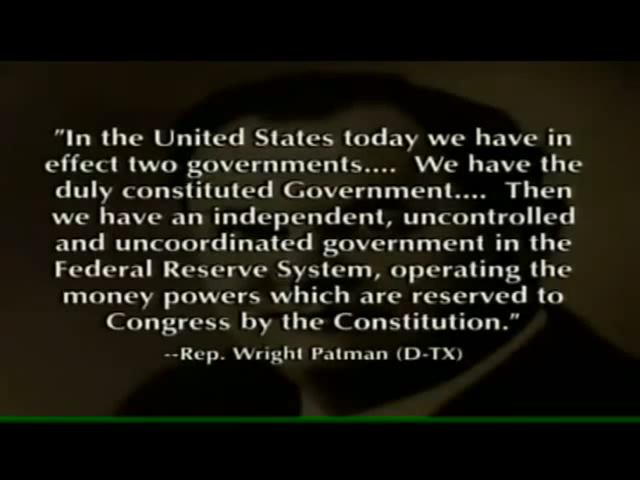 "In the United States today we have in
effect two governments.... We have the
duly constituted Government.... Then
we have an independent, uncontrolled
and uncoordinated government in the
Federal Reserve System, operating the
money powers which are reserved to
Congress by the Constitution."
--Rep. Wright Patman (D-TX)